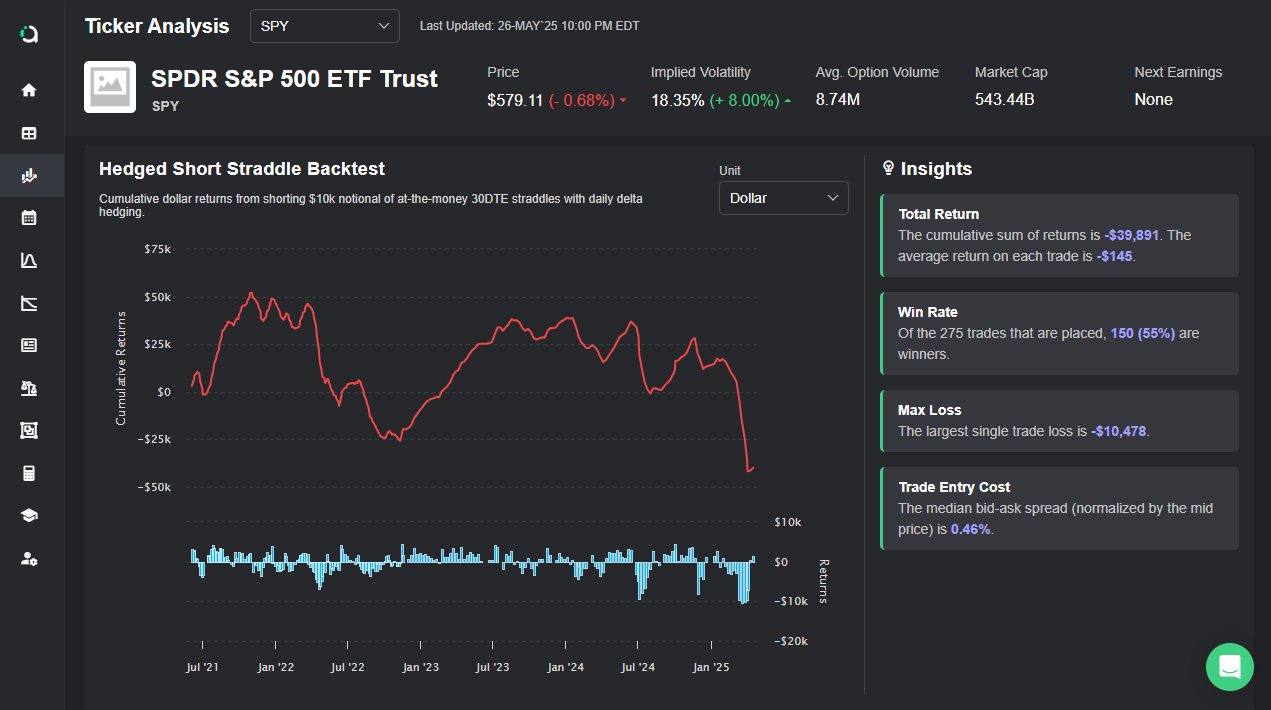 Ticker Analysis
SPY
Last Updated: 26-MAY`25 10:00 PM EDT
SPDR S&P 500 ETF Trust
SPY
Price
$579.11 (- 0.68%)
Implied Volatility
18.35% (+ 8.00%)
Avg. Option Volume
8.74M
Market Cap
543.44B
Next Earnings
None
Hedged Short Straddle Backtest
Cumulative dollar returns from shorting $10k notional of at-the-money 30DTE straddles with daily delta
hedging.
Unit
Dollar
Cumulative Returns
$75k
$50k
$25k
$0
−$25k
−$50k
$10k
$0
−$10k
−$20k
Returns
Jul '21
Jan '22
Jul '22
Jan '23
Jul '23
Jan '24
Jul '24
Jan '25
Insights
Total Return
The cumulative sum of returns is -$39,891. The
average return on each trade is -$145.
Win Rate
Of the 275 trades that are placed, 150 (55%) are
winners.
Max Loss
The largest single trade loss is -$10,478.
Trade Entry Cost
The median bid-ask spread (normalized by the mid
price) is 0.46%.